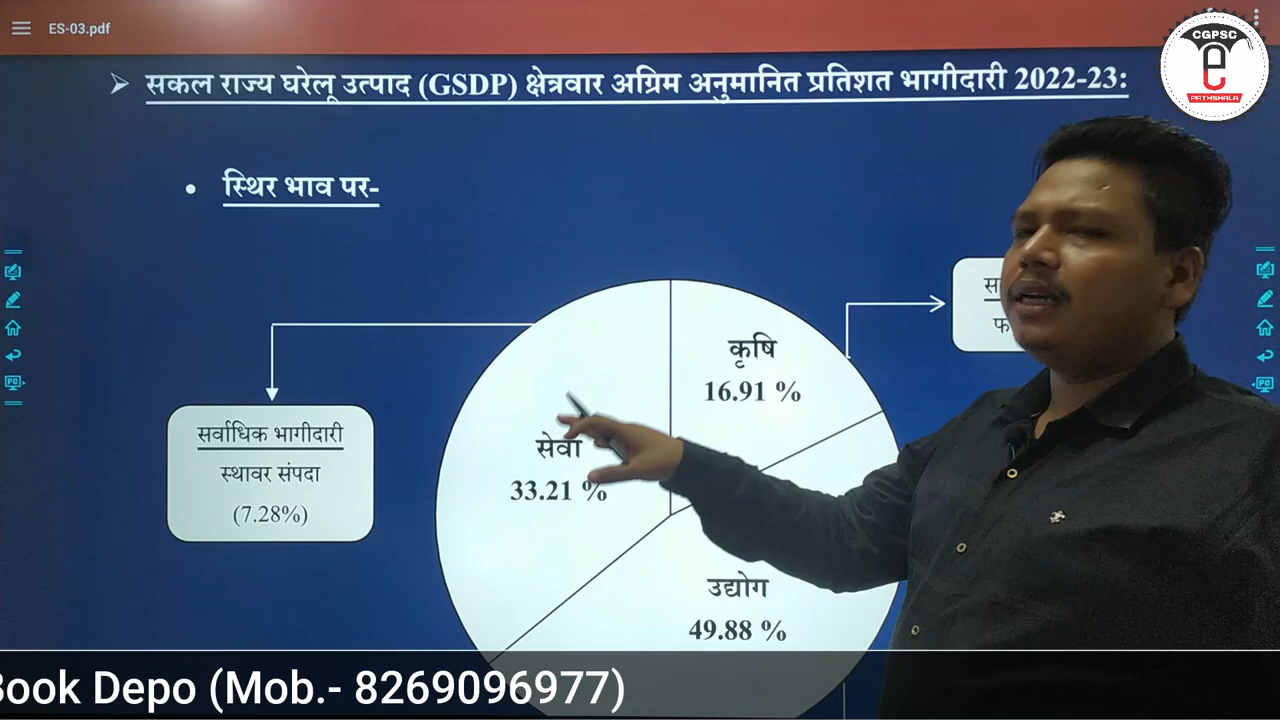 ES-03.pdf
CGPSC
e
PATHSHALA
सकल राज्य घरेलू उत्पाद (GSDP) क्षेत्रवार अग्रिम अनुमानित प्रतिशत भागीदारी 2022-23:
• स्थिर भाव पर-
कृषि
16.91 %
सेवा
33.21 %
सर्वाधिक भागीदारी
स्थावर संपदा
(7.28%)
उद्योग
49.88 %
Book Depo (Mob.- 8269096977)